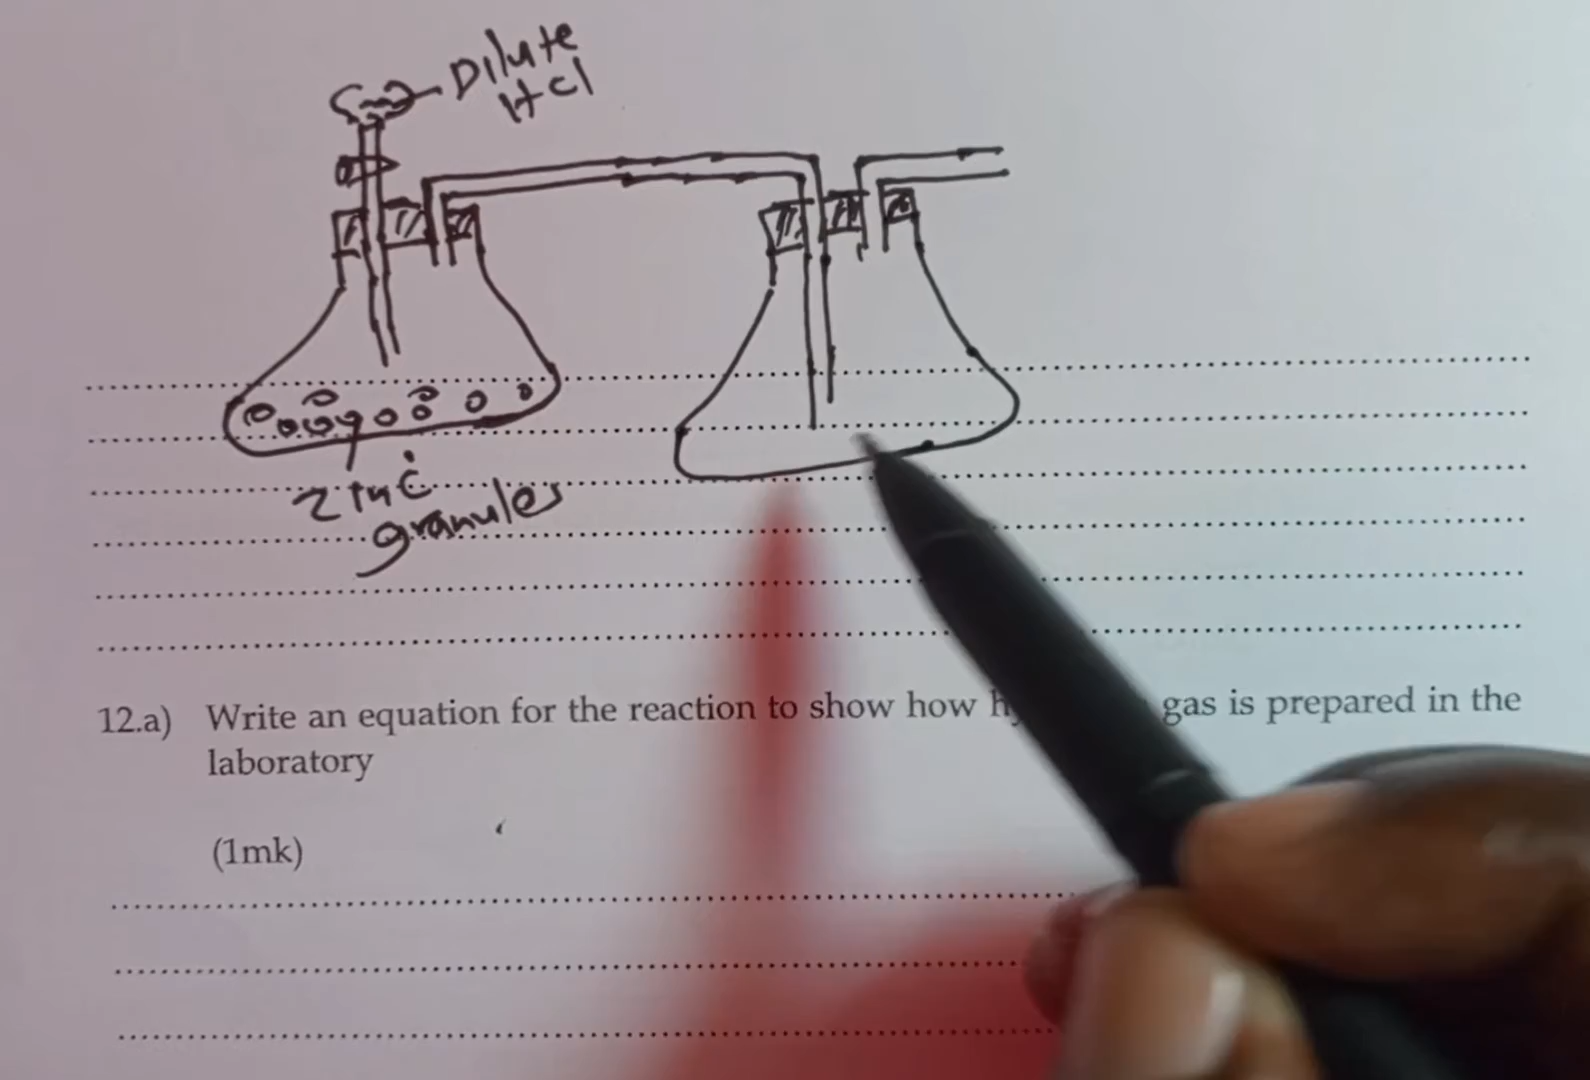 Dilute
HCl
zinc
granules
12.a) Write an equation for the reaction to show how gas is prepared in the
laboratory
(1mk)